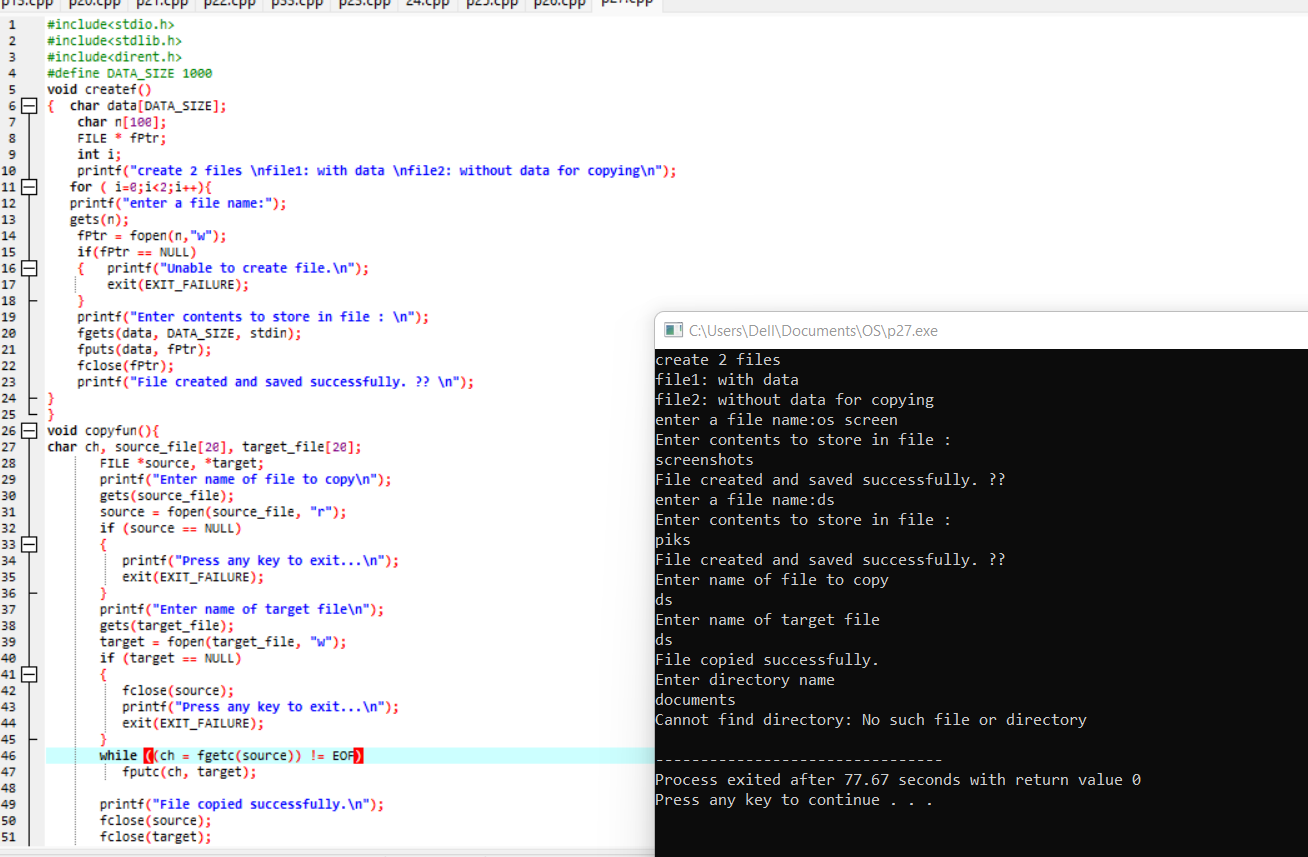 p19.cpp p20.cpp p21.cpp p22.cpp p33.cpp p23.cpp 24.cpp p25.cpp p26.cpp p27.cpp
1 #include<stdio.h>
2 #include<stdlib.h>
3 #include<dirent.h>
4 #define DATA_SIZE 1000
5 void createf()
6 { char data[DATA_SIZE];
7 char n[100];
8 FILE * fPtr;
9 int i;
10 printf("create 2 files \nfile1: with data \nfile2: without data for copying\n");
11 for ( i=0;i<2;i++){
12 printf("enter a file name:");
13 gets(n);
14 fPtr = fopen(n,"w");
15 if(fPtr == NULL)
16 { printf("Unable to create file.\n");
17 exit(EXIT_FAILURE);
18 }
19 printf("Enter contents to store in file : \n");
20 fgets(data, DATA_SIZE, stdin);
21 fputs(data, fPtr);
22 fclose(fPtr);
23 printf("File created and saved successfully. ?? \n");
24 }
25 }
26 void copyfun(){
27 char ch, source_file[20], target_file[20];
28 FILE *source, *target;
29 printf("Enter name of file to copy\n");
30 gets(source_file);
31 source = fopen(source_file, "r");
32 if (source == NULL)
33 {
34 printf("Press any key to exit...\n");
35 exit(EXIT_FAILURE);
36 }
37 printf("Enter name of target file\n");
38 gets(target_file);
39 target = fopen(target_file, "w");
40 if (target == NULL)
41 {
42 fclose(source);
43 printf("Press any key to exit...\n");
44 exit(EXIT_FAILURE);
45 }
46 while ((ch = fgetc(source)) != EOF)
47 fputc(ch, target);
48
49 printf("File copied successfully.\n");
50 fclose(source);
51 fclose(target);
C:\Users\Dell\Documents\OS\p27.exe
create 2 files
file1: with data
file2: without data for copying
enter a file name:os screen
Enter contents to store in file :
screenshots
File created and saved successfully. ??
enter a file name:ds
Enter contents to store in file :
piks
File created and saved successfully. ??
Enter name of file to copy
ds
Enter name of target file
ds
File copied successfully.
Enter directory name
documents
Cannot find directory: No such file or directory
--------------------------------
Process exited after 77.67 seconds with return value 0
Press any key to continue . . .